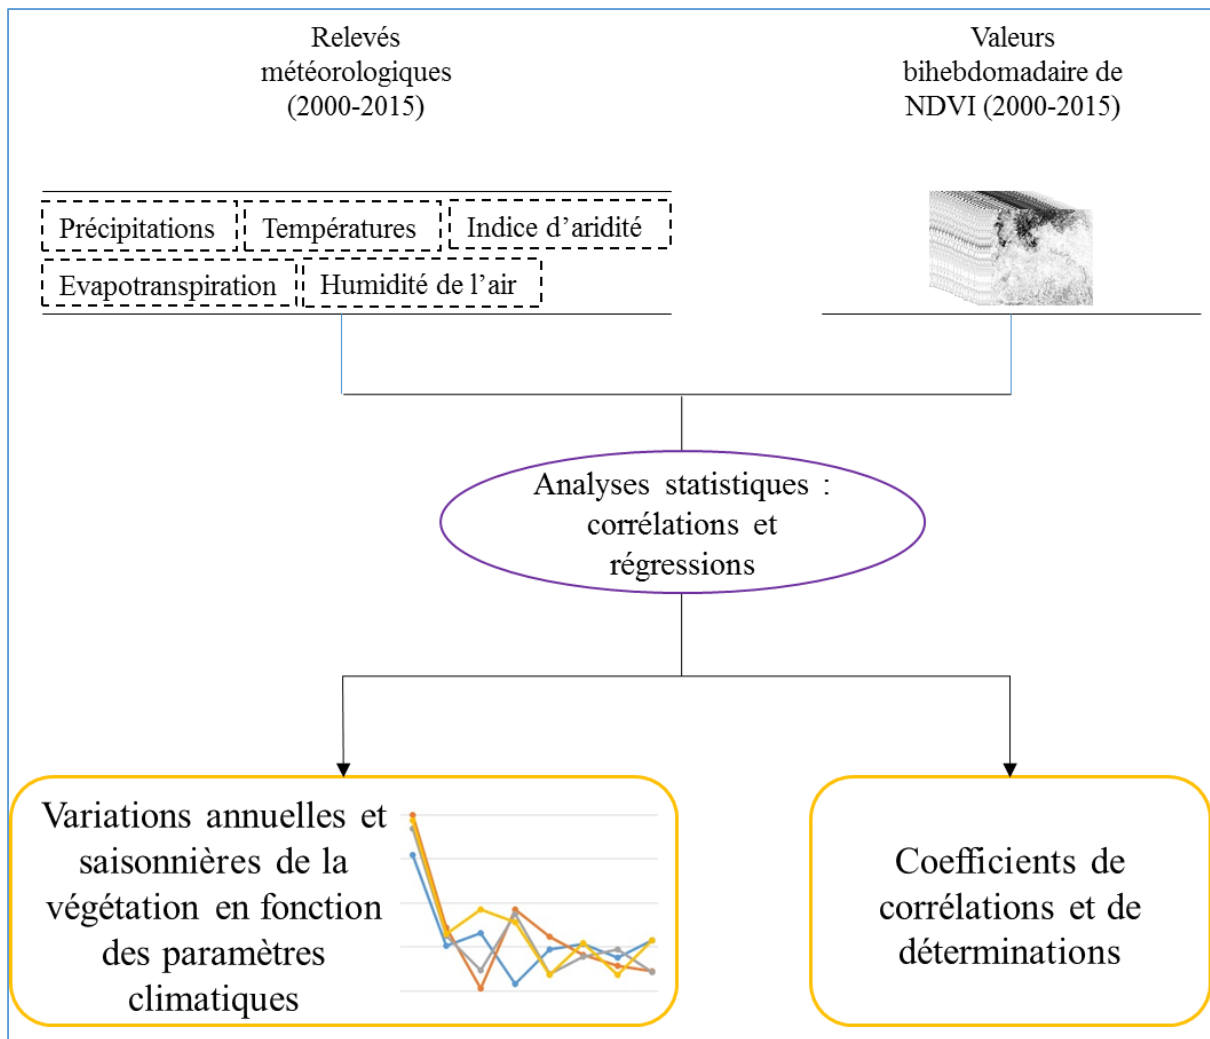 Relevés
météorologiques
(2000-2015)
Valeurs
bihebdomadaire de
NDVI (2000-2015)
Précipitations
Températures
Indice d’aridité
Evapotranspiration
Humidité de l’air
Analyses statistiques :
corrélations et
régressions
Variations annuelles et
saisonnières de la
végétation en fonction
des paramètres
climatiques
Coefficients de
corrélations et de
déterminations